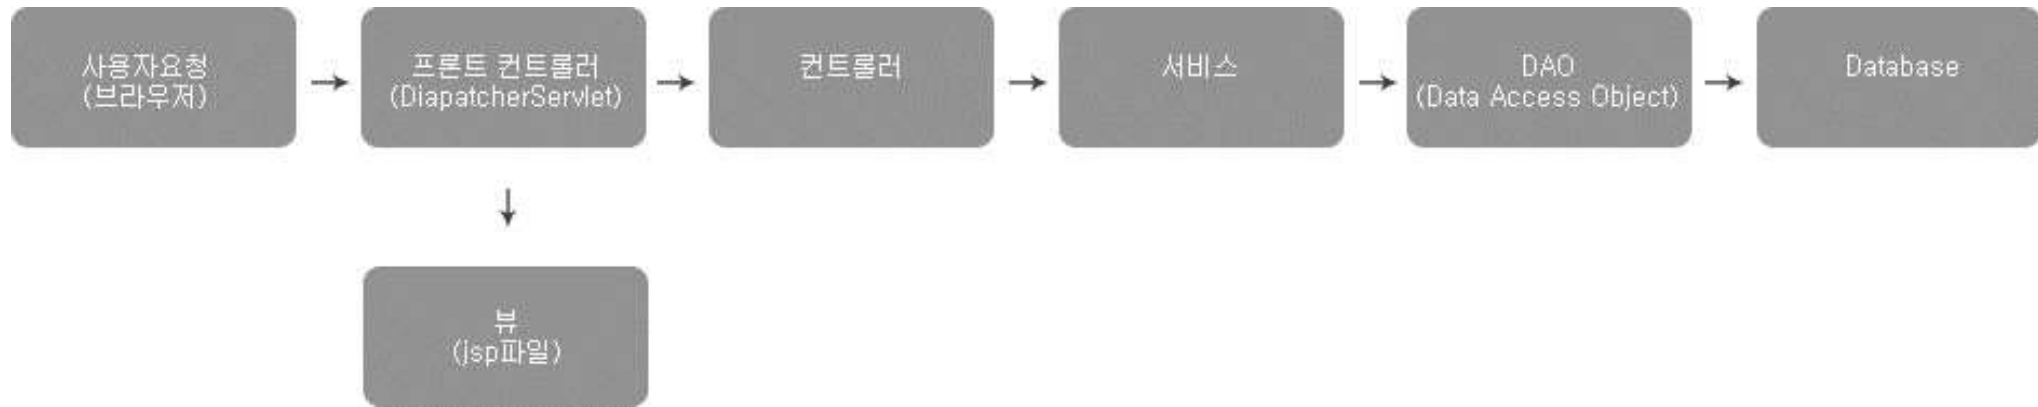 사용자요청
(브라우저)
프론트 컨트롤러
(DiapatcherServlet)
컨트롤러
서비스
DAO
(Data Access Object)
Database
뷰
(jsp파일)